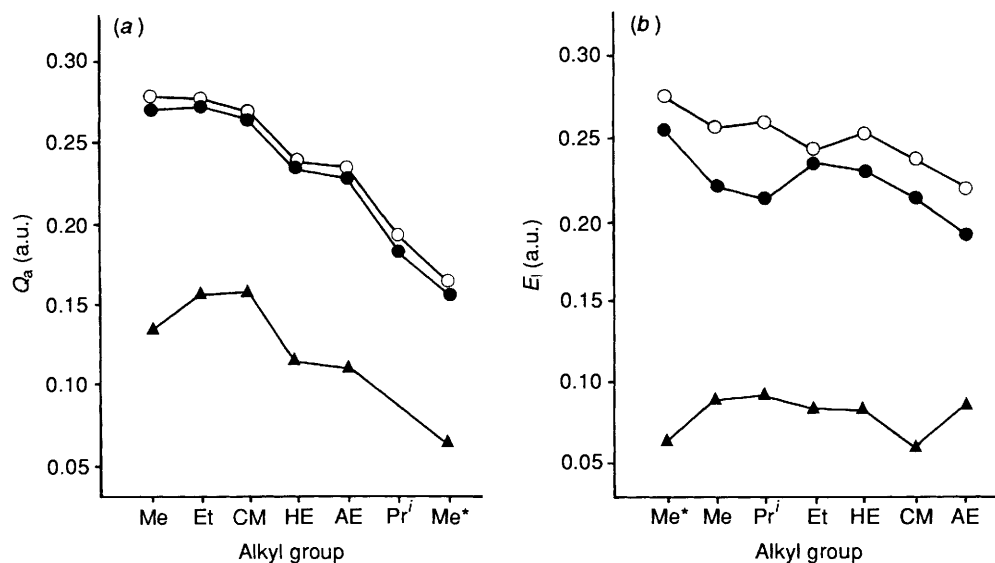 (a)
0.30
0.25
0.20
0.15
0.10
0.05
Qa (a.u.)
Me Et CM HE AE Pr^i Me*
Alkyl group
(b)
0.30
0.25
0.20
0.15
0.10
0.05
El (a.u.)
Me* Me Pr^i Et HE CM AE
Alkyl group